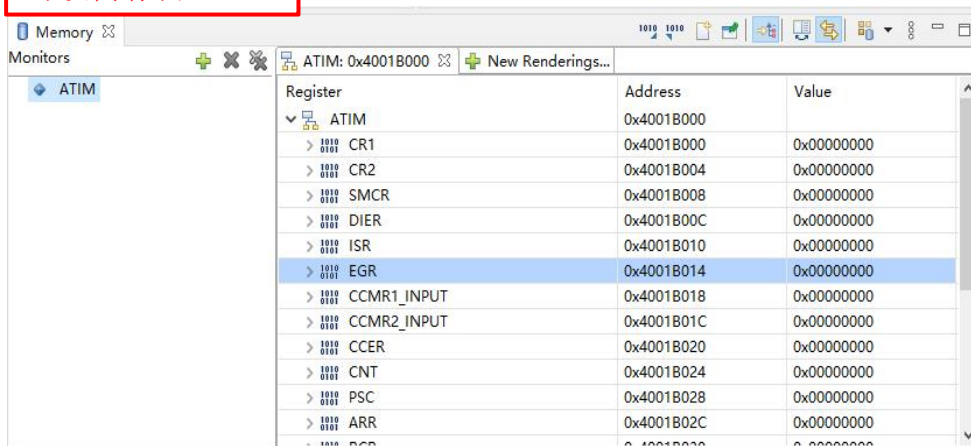 Memory
Monitors
ATIM
ATIM: 0x4001B000 New Renderings...
Register Address Value
ATIM 0x4001B000
CR1 0x4001B000 0x00000000
CR2 0x4001B004 0x00000000
SMCR 0x4001B008 0x00000000
DIER 0x4001B00C 0x00000000
ISR 0x4001B010 0x00000000
EGR 0x4001B014 0x00000000
CCMR1_INPUT 0x4001B018 0x00000000
CCMR2_INPUT 0x4001B01C 0x00000000
CCER 0x4001B020 0x00000000
CNT 0x4001B024 0x00000000
PSC 0x4001B028 0x00000000
ARR 0x4001B02C 0x00000000